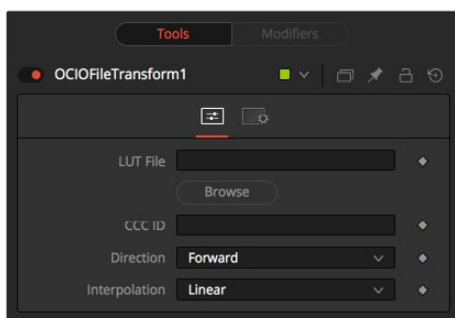 Tools Modifiers
OCIOFileTransform1
LUT File
Browse
CCC ID
Direction Forward
Interpolation Linear